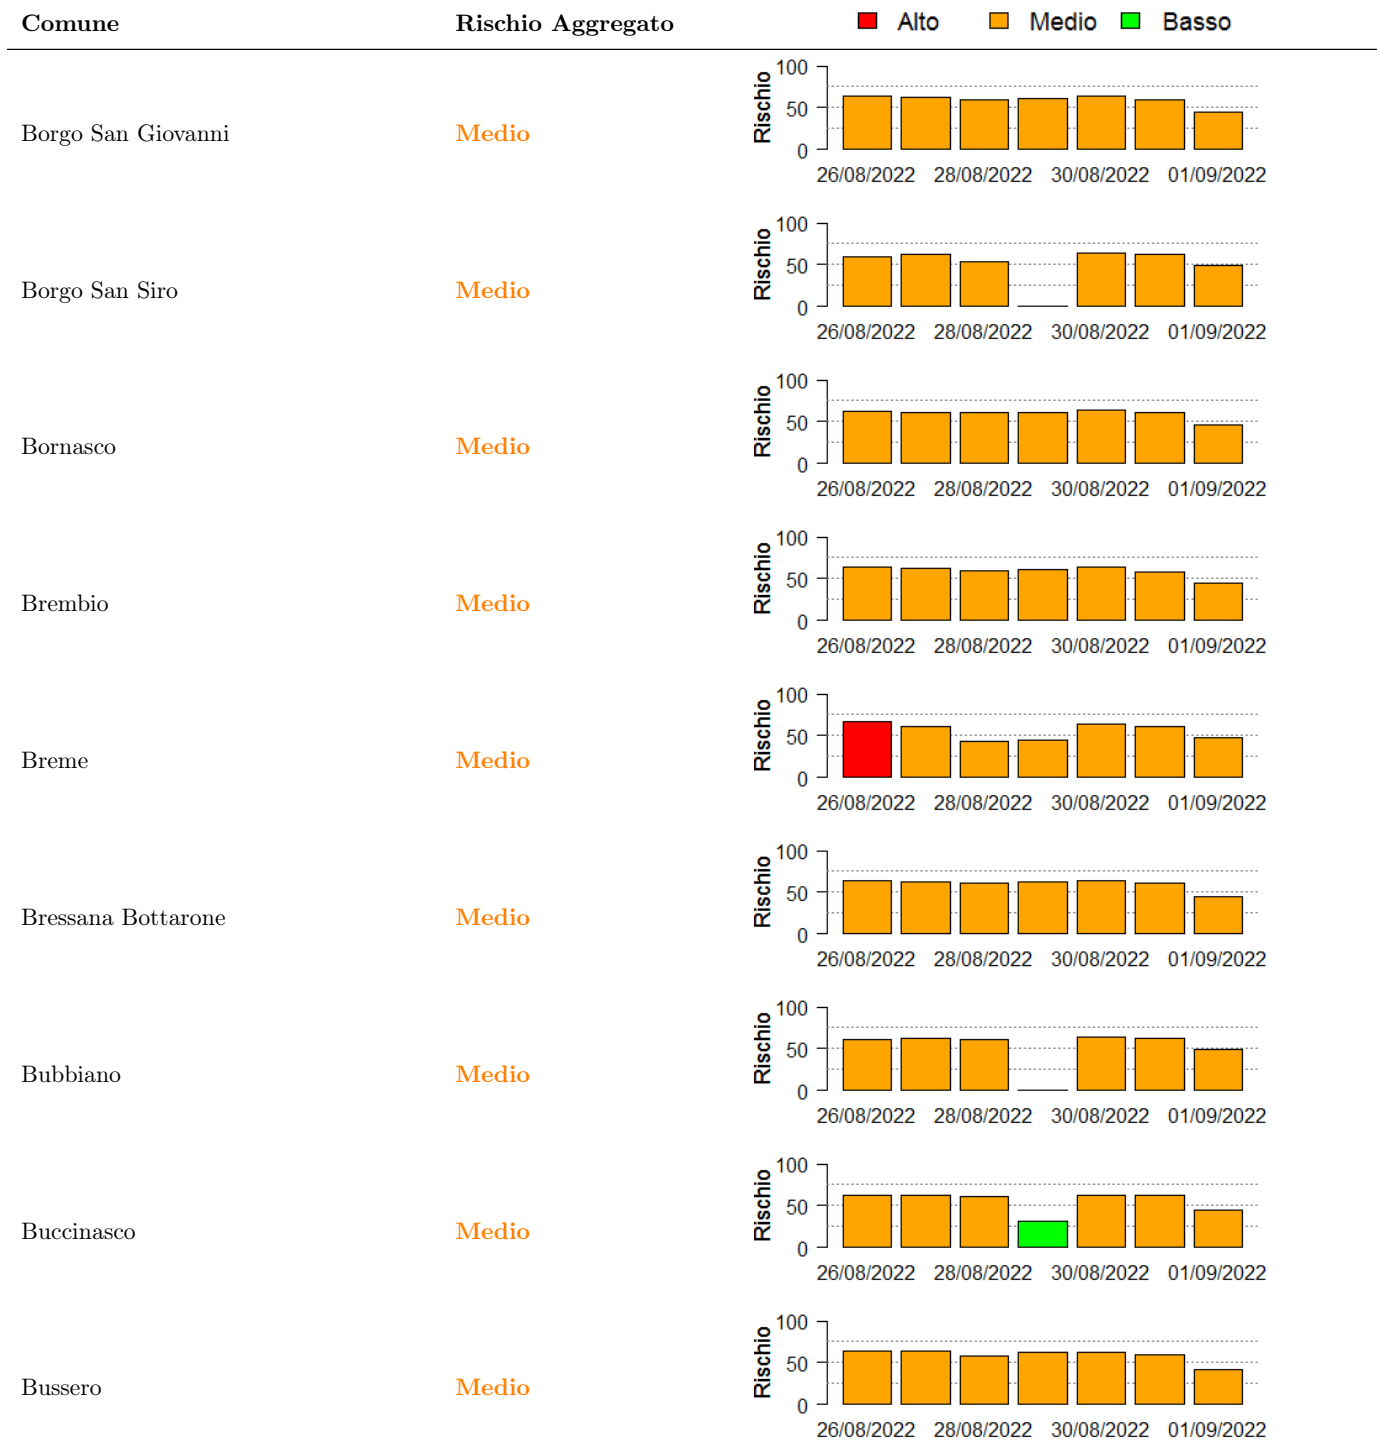 Comune Rischio Aggregato Alto Medio Basso
100
50
0
Rischio
Borgo San Giovanni Medio
26/08/2022 28/08/2022 30/08/2022 01/09/2022
100
50
0
Rischio
Borgo San Siro Medio
26/08/2022 28/08/2022 30/08/2022 01/09/2022
100
50
0
Rischio
Bornasco Medio
26/08/2022 28/08/2022 30/08/2022 01/09/2022
100
50
0
Rischio
Brembio Medio
26/08/2022 28/08/2022 30/08/2022 01/09/2022
100
50
0
Rischio
Breme Medio
26/08/2022 28/08/2022 30/08/2022 01/09/2022
100
50
0
Rischio
Bressana Bottarone Medio
26/08/2022 28/08/2022 30/08/2022 01/09/2022
100
50
0
Rischio
Bubbiano Medio
26/08/2022 28/08/2022 30/08/2022 01/09/2022
100
50
0
Rischio
Buccinasco Medio
26/08/2022 28/08/2022 30/08/2022 01/09/2022
100
50
0
Rischio
Bussero Medio
26/08/2022 28/08/2022 30/08/2022 01/09/2022